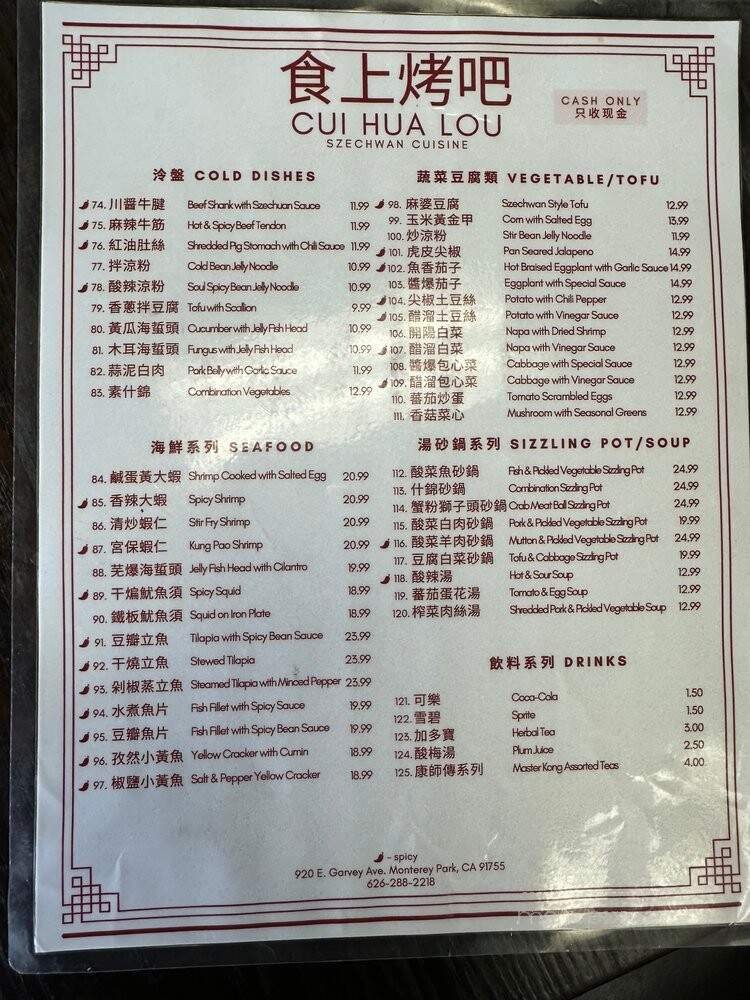 食上烤吧
CUI HUA LOU
SZECHWAN CUISINE
CASH ONLY
只收现金
冷盤 COLD DISHES
74. 川醬牛腱 Beef Shank with Szechuan Sauce 11.99
75. 麻辣牛筋 Hot & Spicy Beef Tendon 11.99
76. 紅油肚絲 Shredded Pig Stomach with Chili Sauce 11.99
77. 拌涼粉 Cold Bean Jelly Noodle 10.99
78. 酸辣涼粉 Soul Spicy Bean Jelly Noodle 10.99
79. 香蔥拌豆腐 Tofu with Scallion 9.99
80. 黃瓜海蜇頭 Cucumber with Jelly Fish Head 10.99
81. 木耳海蜇頭 Fungus with Jelly Fish Head 10.99
82. 蒜泥白肉 Pork Belly with Garlic Sauce 11.99
83. 素什錦 Combination Vegetables 12.99
海鮮系列 SEAFOOD
84. 鹹蛋黃大蝦 Shrimp Cooked with Salted Egg 20.99
85. 香辣大蝦 Spicy Shrimp 20.99
86. 清炒蝦仁 Stir Fry Shrimp 20.99
87. 宮保蝦仁 Kung Pao Shrimp 20.99
88. 芫爆海蜇頭 Jelly Fish Head with Cilantro 19.99
89. 干煸魷魚須 Spicy Squid 18.99
90. 鐵板魷魚須 Squid on Iron Plate 18.99
91. 豆瓣立魚 Tilapia with Spicy Bean Sauce 23.99
92. 干燒立魚 Stewed Tilapia 23.99
93. 剁椒蒸立魚 Steamed Tilapia with Minced Pepper 23.99
94. 水煮魚片 Fish Fillet with Spicy Sauce 19.99
95. 豆瓣魚片 Fish Fillet with Spicy Bean Sauce 19.99
96. 孜然小黃魚 Yellow Cracker with Cumin 18.99
97. 椒鹽小黃魚 Salt & Pepper Yellow Cracker 18.99
蔬菜豆腐類 VEGETABLE/TOFU
98. 麻婆豆腐 Szechwan Style Tofu 12.99
99. 玉米黃金甲 Corn with Salted Egg 13.99
100. 炒涼粉 Stir Bean Jelly Noodle 11.99
101. 虎皮尖椒 Pan Seared Jalapeno 14.99
102. 魚香茄子 Hot Braised Eggplant with Garlic Sauce 14.99
103. 醬爆茄子 Eggplant with Special Sauce 14.99
104. 尖椒土豆絲 Potato with Chili Pepper 12.99
105. 醋溜土豆絲 Potato with Vinegar Sauce 12.99
106. 開陽白菜 Napa with Dried Shrimp 12.99
107. 醋溜白菜 Napa with Vinegar Sauce 12.99
108. 醬爆包心菜 Cabbage with Special Sauce 12.99
109. 醋溜包心菜 Cabbage with Vinegar Sauce 12.99
110. 蕃茄炒蛋 Tomato Scrambled Eggs 12.99
111. 香菇菜心 Mushroom with Seasonal Greens 12.99
湯砂鍋系列 SIZZLING POT/SOUP
112. 酸菜魚砂鍋 Fish & Pickled Vegetable Sizzling Pot 24.99
113. 什錦砂鍋 Combination Sizzling Pot 24.99
114. 蟹粉獅子頭砂鍋 Crab Meat Ball Sizzling Pot 24.99
115. 酸菜白肉砂鍋 Pork & Pickled Vegetable Sizzling Pot 19.99
116. 酸菜羊肉砂鍋 Mutton & Pickled Vegetable Sizzling Pot 24.99
117. 豆腐白菜砂鍋 Tofu & Cabbage Sizzling Pot 19.99
118. 酸辣湯 Hot & Sour Soup 12.99
119. 蕃茄蛋花湯 Tomato & Egg Soup 12.99
120. 榨菜肉絲湯 Shredded Pork & Pickled Vegetable Soup 12.99
飲料系列 DRINKS
121. 可樂 Coca-Cola 1.50
122. 雪碧 Sprite 1.50
123. 加多寶 Herbal Tea 3.00
124. 酸梅湯 Plum Juice 2.50
125. 康師傅系列 Master Kong Assorted Teas 4.00
- spicy
920 E. Garvey Ave. Monterey Park, CA 91755
626-288-2218